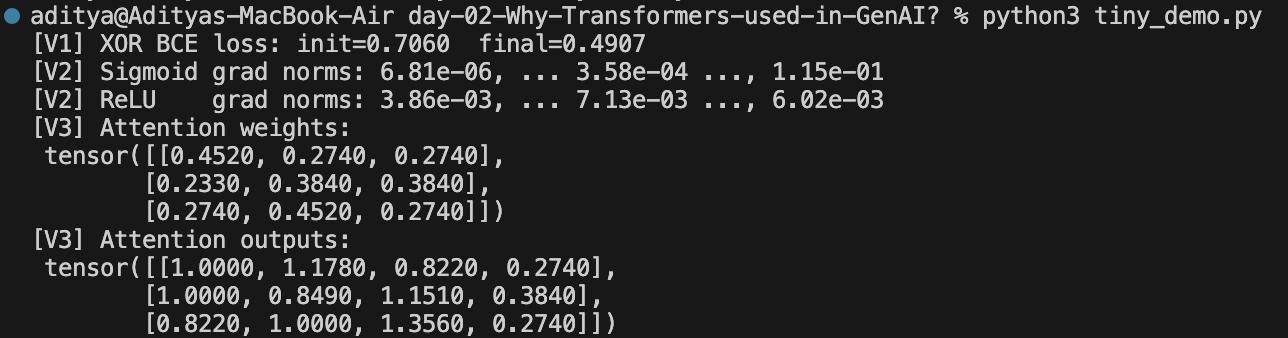 aditya@Adityas-MacBook-Air day-02-Why-Transformers-used-in-GenAI? % python3 tiny_demo.py
[V1] XOR BCE loss: init=0.7060  final=0.4907
[V2] Sigmoid grad norms: 6.81e-06, ... 3.58e-04 ..., 1.15e-01
[V2] ReLU    grad norms: 3.86e-03, ... 7.13e-03 ..., 6.02e-03
[V3] Attention weights:
 tensor([[0.4520, 0.2740, 0.2740],
        [0.2330, 0.3840, 0.3840],
        [0.2740, 0.4520, 0.2740]])
[V3] Attention outputs:
 tensor([[1.0000, 1.1780, 0.8220, 0.2740],
        [1.0000, 0.8490, 1.1510, 0.3840],
        [0.8220, 1.0000, 1.3560, 0.2740]])